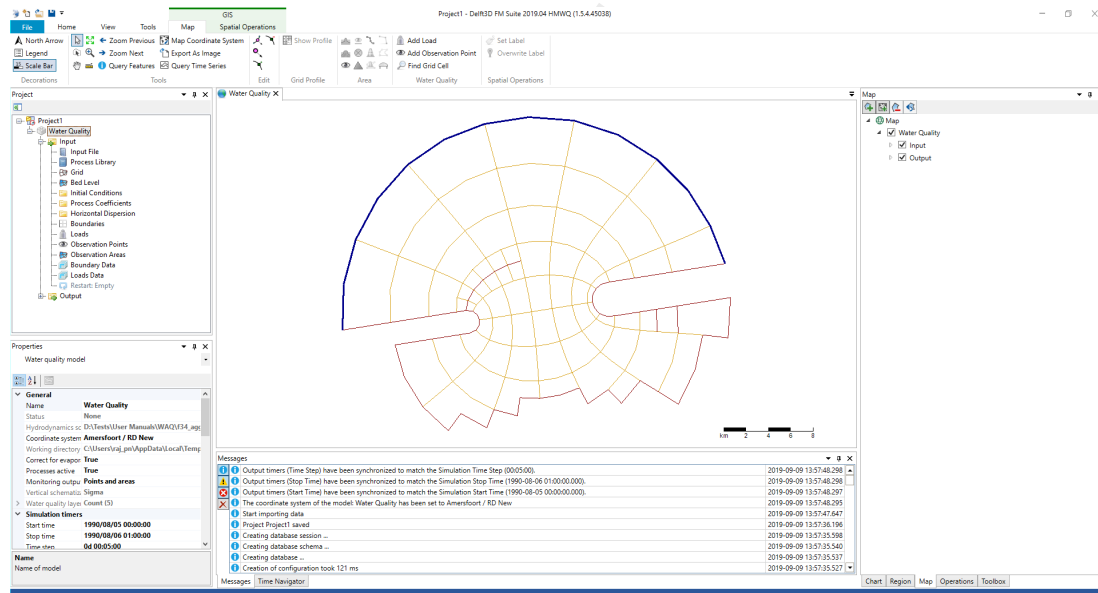 GIS
Project1 - Delft3D FM Suite 2019.04 HMWQ (1.5.4.45038)
File Home View Tools Map Spatial Operations
North Arrow Zoom Previous Map Coordinate System Show Profile Add Load Set Label
Legend Zoom Next Export As Image Add Observation Point Overwrite Label
Scale Bar Query Features Query Time Series Find Grid Cell
Decorations Tools Edit Grid Profile Area Water Quality Spatial Operations
Project
Project1
Water Quality
Input
Input File
Process Library
Grid
Bed Level
Initial Conditions
Process Coefficients
Horizontal Dispersion
Boundaries
Loads
Observation Points
Observation Areas
Boundary Data
Loads Data
Restart: Empty
Output
Properties
Water quality model
General
Name Water Quality
Status None
Hydrodynamics sc D:\Tests\User Manuals\WAQ\f34_agg
Coordinate system Amersfoort / RD New
Working directory C:\Users\raj_pn\AppData\Local\Temp
Correct for evapor True
Processes active True
Monitoring outpu Points and areas
Vertical schematiz Sigma
Water quality laye Count (5)
Simulation timers
Start time 1990/08/05 00:00:00
Stop time 1990/08/06 01:00:00
Time step 0d 00:05:00
Name
Name of model
Water Quality
km 2 4 6 8
Messages
Output timers (Time Step) have been synchronized to match the Simulation Time Step (00:05:00). 2019-09-09 13:57:48.298
Output timers (Stop Time) have been synchronized to match the Simulation Stop Time (1990-08-06 01:00:00.000). 2019-09-09 13:57:48.298
Output timers (Start Time) have been synchronized to match the Simulation Start Time (1990-08-05 00:00:00.000). 2019-09-09 13:57:48.297
The coordinate system of the model: Water Quality has been set to Amersfoort / RD New 2019-09-09 13:57:48.295
Start importing data 2019-09-09 13:57:47.647
Project Project1 saved 2019-09-09 13:57:36.196
Creating database session ... 2019-09-09 13:57:35.598
Creating database schema ... 2019-09-09 13:57:35.540
Creating database ... 2019-09-09 13:57:35.537
Creation of configuration took 121 ms 2019-09-09 13:57:35.527
Messages Time Navigator
Map
Map
Water Quality
Input
Output
Chart Region Map Operations Toolbox